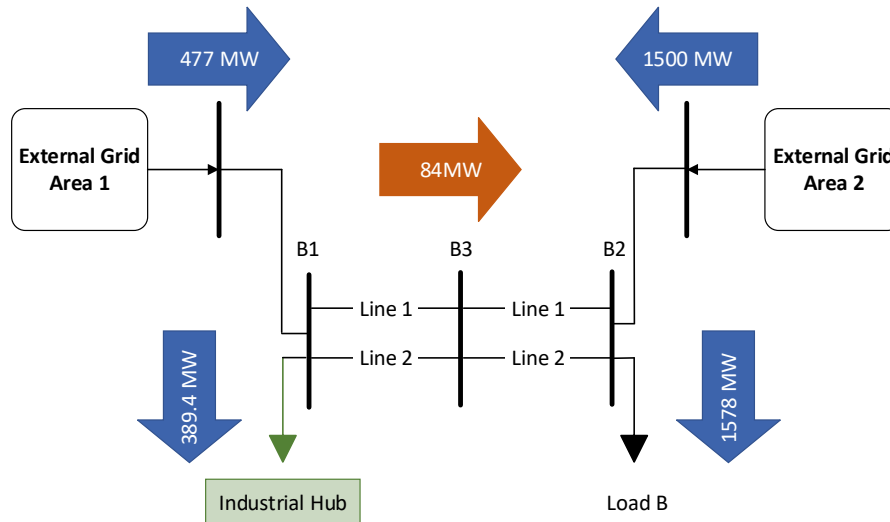 477 MW
1500 MW
External Grid
Area 1
84MW
External Grid
Area 2
B1
B3
B2
Line 1
Line 1
Line 2
Line 2
389.4 MW
1578 MW
Industrial Hub
Load B